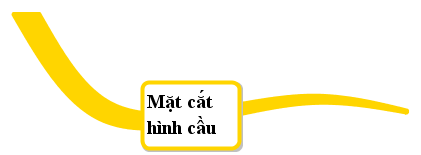 Mặt cắt
hình cầu